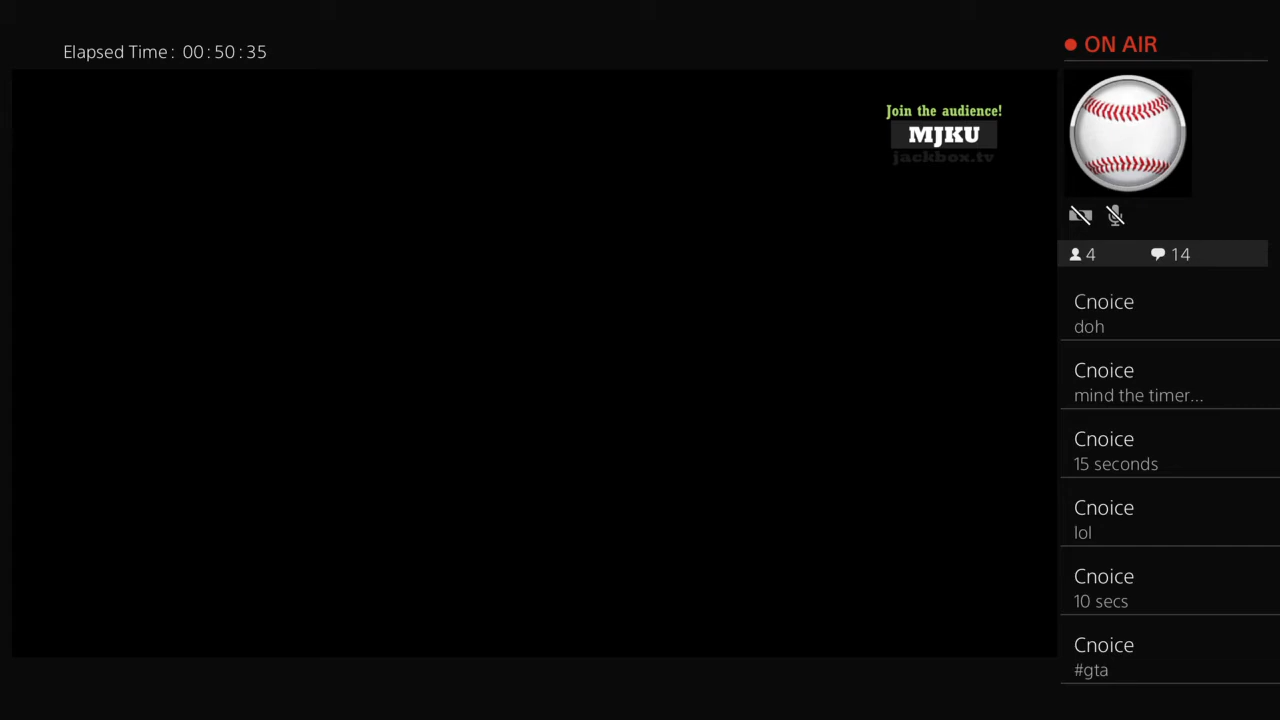 Elapsed Time: 00:50:35
ON AIR
Join the audience!
MJKU
jackbox.tv
4
14
Cnoice
doh
Cnoice
mind the timer...
Cnoice
15 seconds
Cnoice
lol
Cnoice
10 secs
Cnoice
#gta